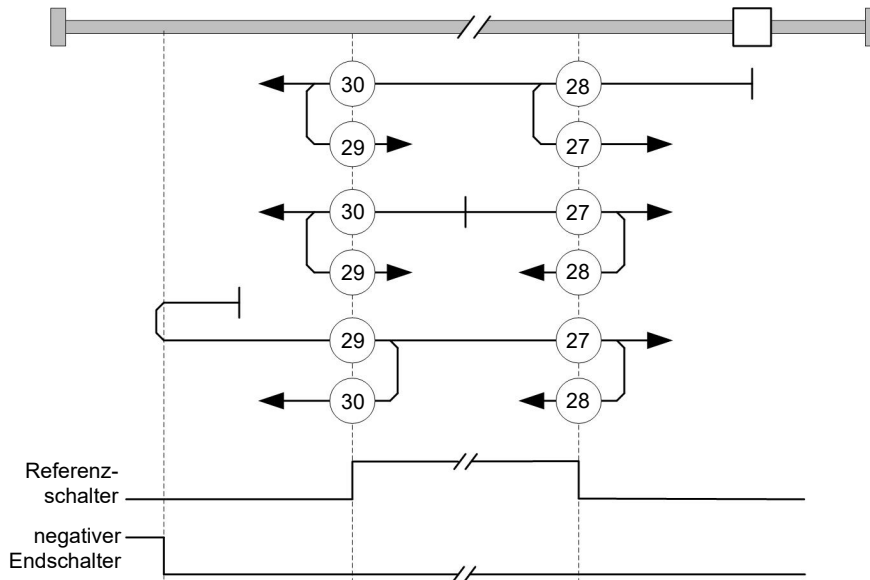 30 28
29 27
30 27
29 28
29 27
30 28
Referenz-
schalter
negativer
Endschalter